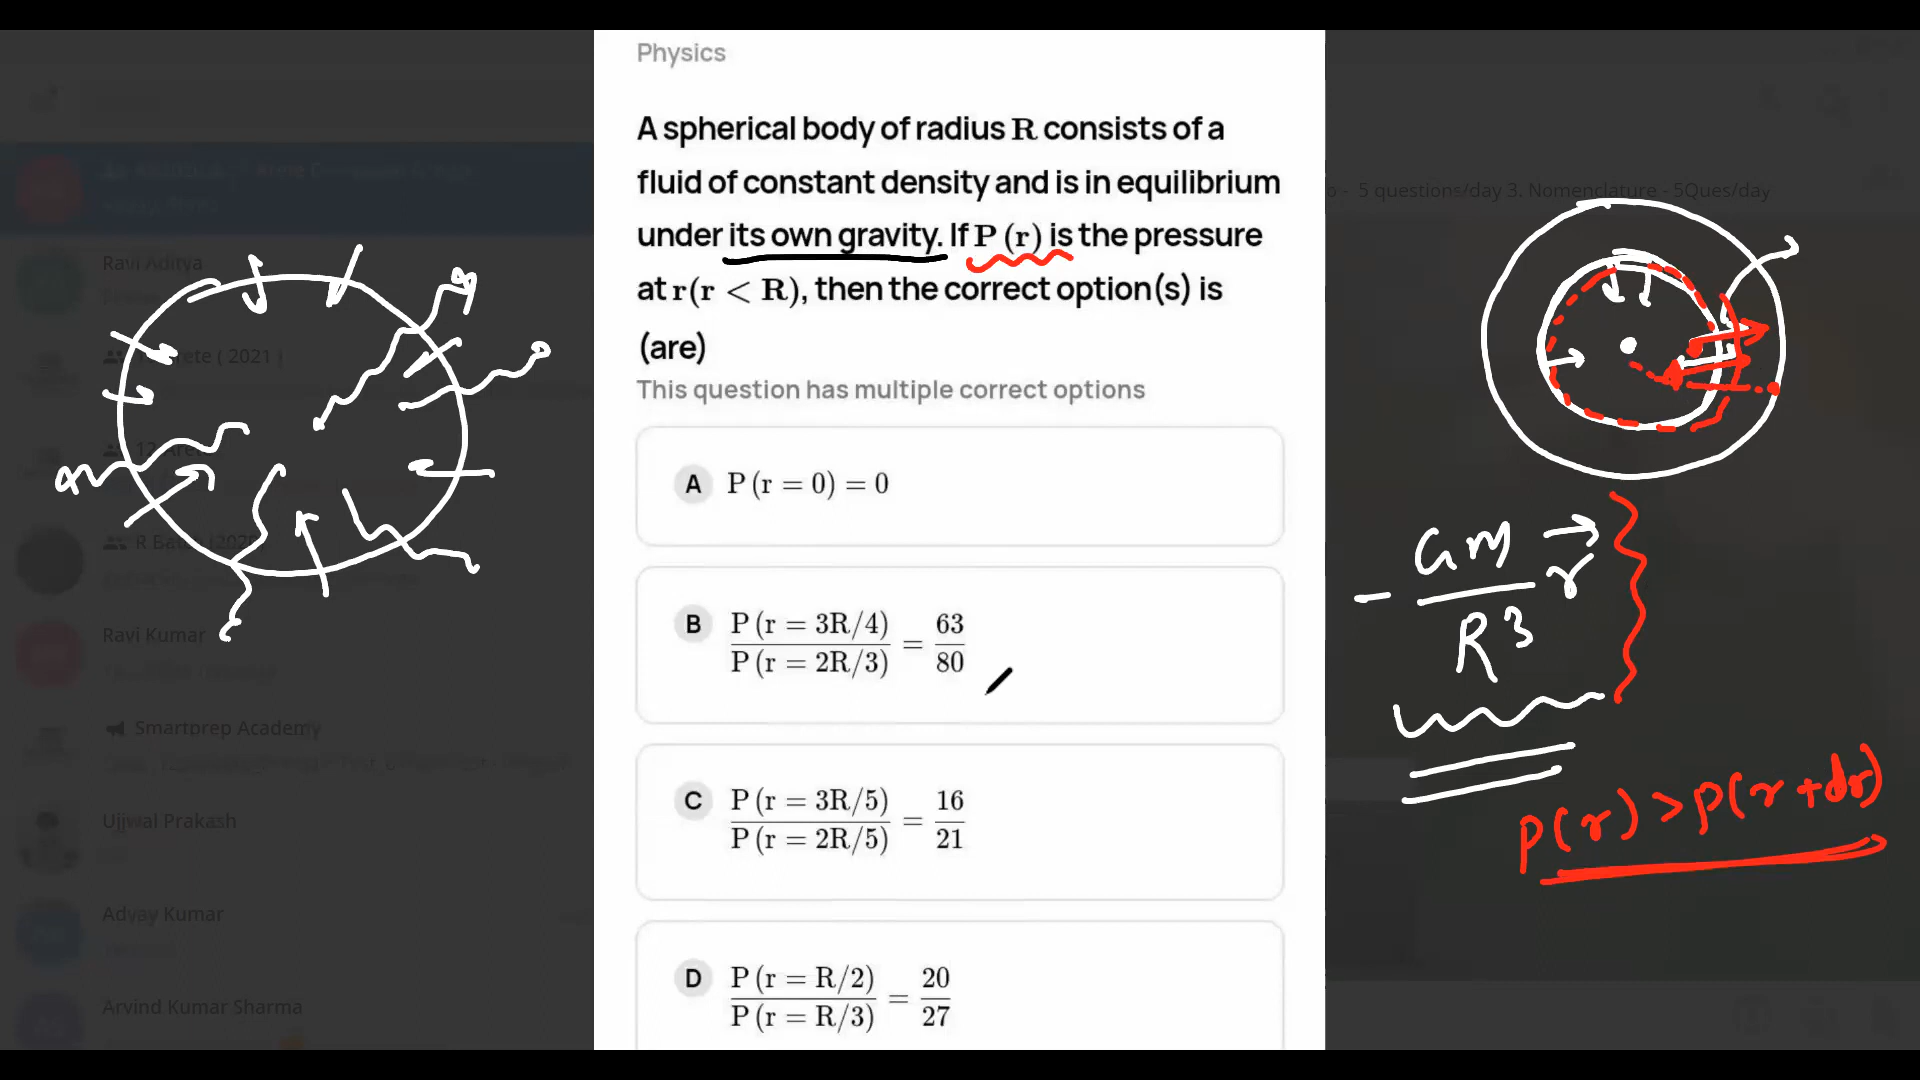 Physics
A spherical body of radius R consists of a
fluid of constant density and is in equilibrium
under its own gravity. If P (r) is the pressure
at r(r < R), then the correct option(s) is
(are)
This question has multiple correct options
A P (r = 0) = 0
B P (r = 3R/4) / P (r = 2R/3) = 63/80
C P (r = 3R/5) / P (r = 2R/5) = 16/21
D P (r = R/2) / P (r = R/3) = 20/27
Ravi Aditya
( 2021 )
R
Ravi Kumar
Smartprep Academy
Ujjwal Prakash
Adyay Kumar
Arvind Kumar Sharma
- 5 questions/day 3. Nomenclature - 5Ques/day
- GM/R³ r⃗
P(r) > P(r+dr)